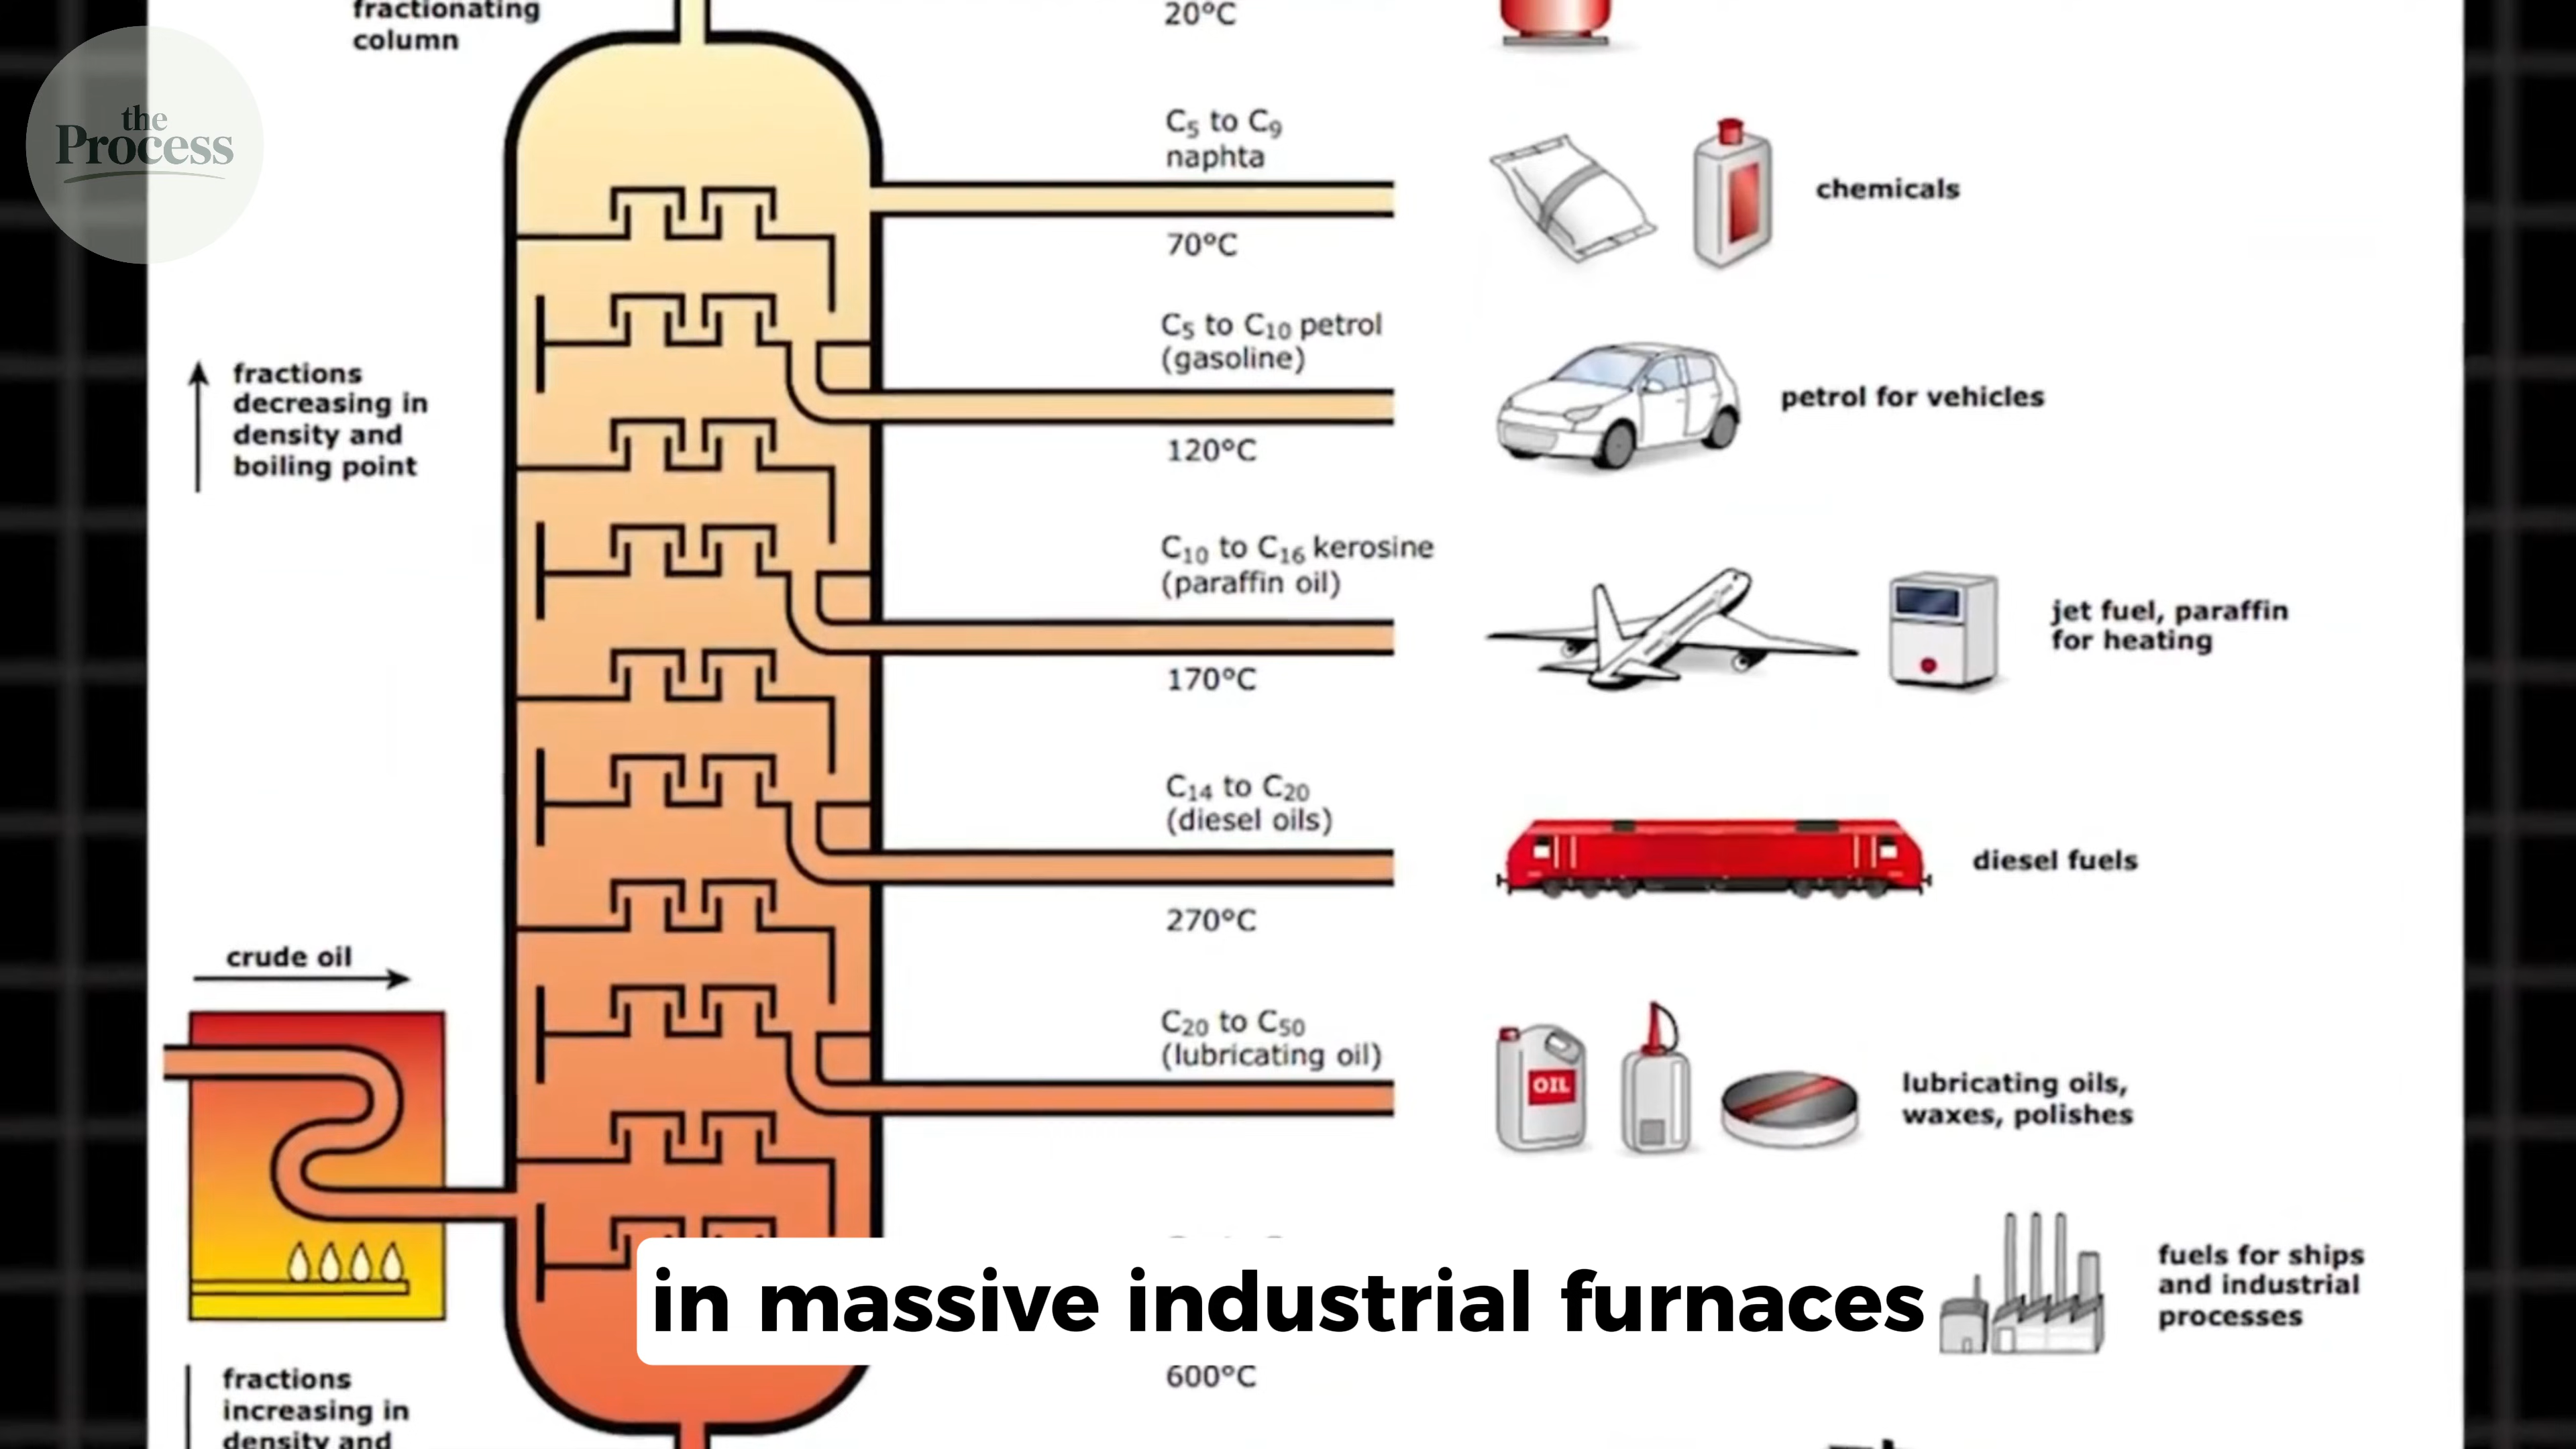 the
Process
fractionating
column
20°C
C₅ to C₉
naphta
70°C
chemicals
C₅ to C₁₀ petrol
(gasoline)
120°C
petrol for vehicles
fractions
decreasing in
density and
boiling point
C₁₀ to C₁₆ kerosine
(paraffin oil)
170°C
jet fuel, paraffin
for heating
C₁₄ to C₂₀
(diesel oils)
270°C
diesel fuels
crude oil
C₂₀ to C₅₀
(lubricating oil)
OIL
lubricating oils,
waxes, polishes
in massive industrial furnaces
fuels for ships
and industrial
processes
600°C
fractions
increasing in
density and